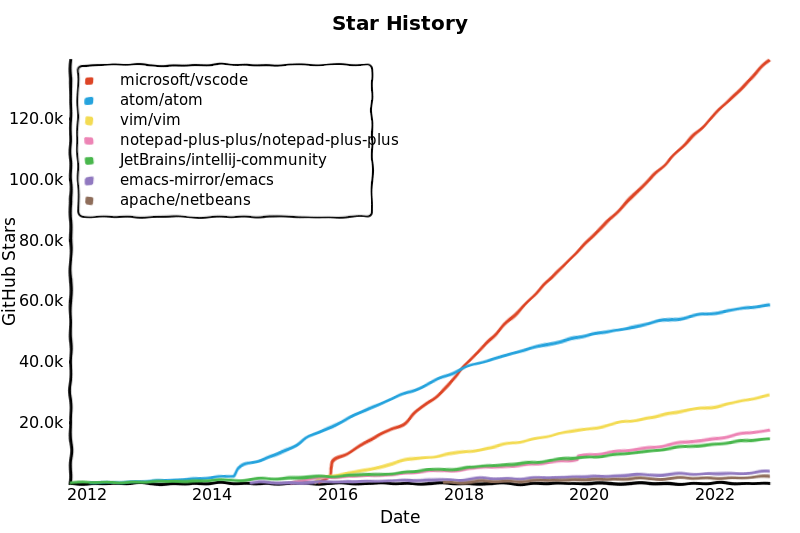 Star History
microsoft/vscode
atom/atom
vim/vim
notepad-plus-plus/notepad-plus-plus
JetBrains/intellij-community
emacs-mirror/emacs
apache/netbeans
120.0k
100.0k
80.0k
60.0k
40.0k
20.0k
GitHub Stars
2012 2014 2016 2018 2020 2022
Date